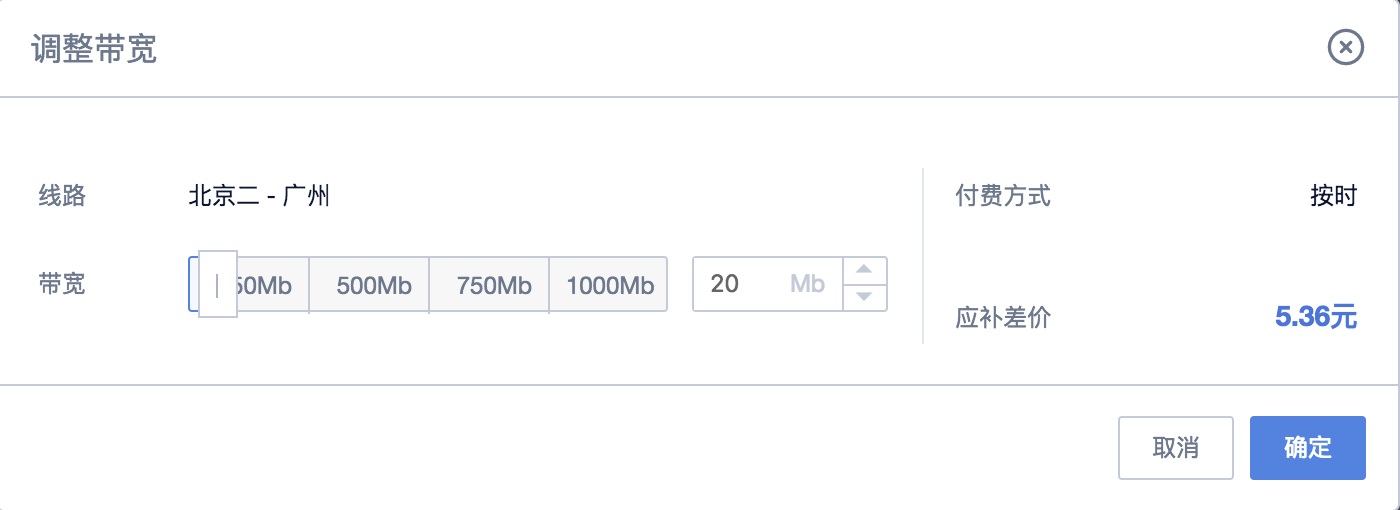 调整带宽
线路
北京二 - 广州
付费方式
按时
带宽
50Mb
500Mb
750Mb
1000Mb
20
Mb
应补差价
5.36元
取消
确定